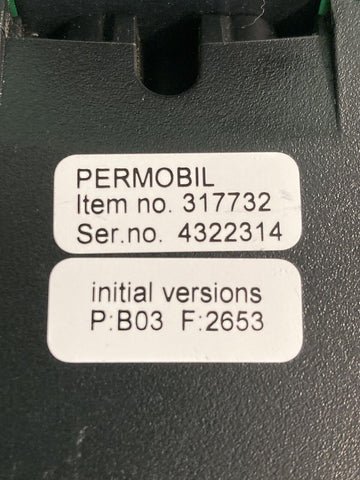 PERMOBIL
Item no. 317732
Ser.no. 4322314
initial versions
P:B03 F:2653